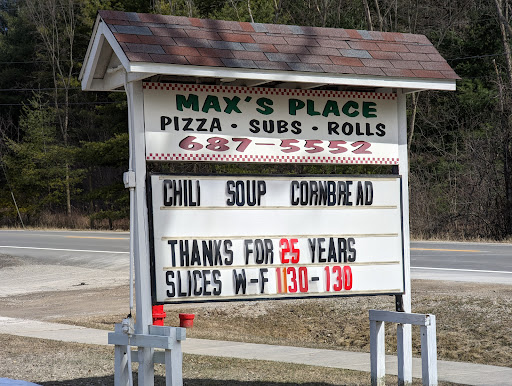 MAX'S PLACE
PIZZA • SUBS • ROLLS
687-5552
CHILI SOUP CORNBREAD
THANKS FOR 25 YEARS
SLICES W-F 1130-130